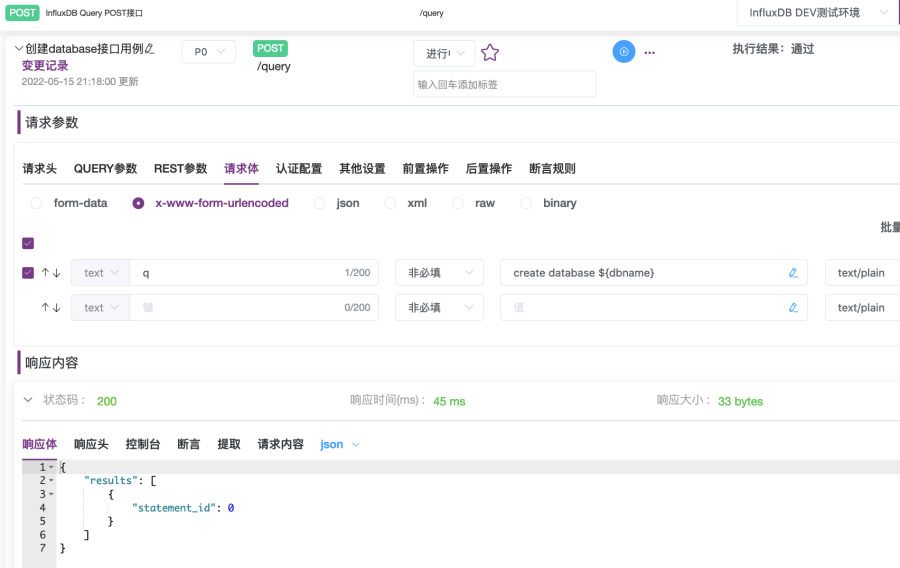 POST InfluxDB Query POST接口 /query InfluxDB DEV测试环境
创建database接口用例 P0 POST 进行 执行结果：通过
变更记录 /query
2022-05-15 21:18:00 更新 输入回车添加标签
请求参数
请求头 QUERY参数 REST参数 请求体 认证配置 其他设置 前置操作 后置操作 断言规则
form-data x-www-form-urlencoded json xml raw binary
批量
text q 1/200 非必填 create database ${dbname} text/plain
text 键 0/200 非必填 值 text/plain
响应内容
状态码： 200 响应时间(ms)： 45 ms 响应大小： 33 bytes
响应体 响应头 控制台 断言 提取 请求内容 json
1 {
2 "results": [
3 {
4 "statement_id": 0
5 }
6 ]
7 }